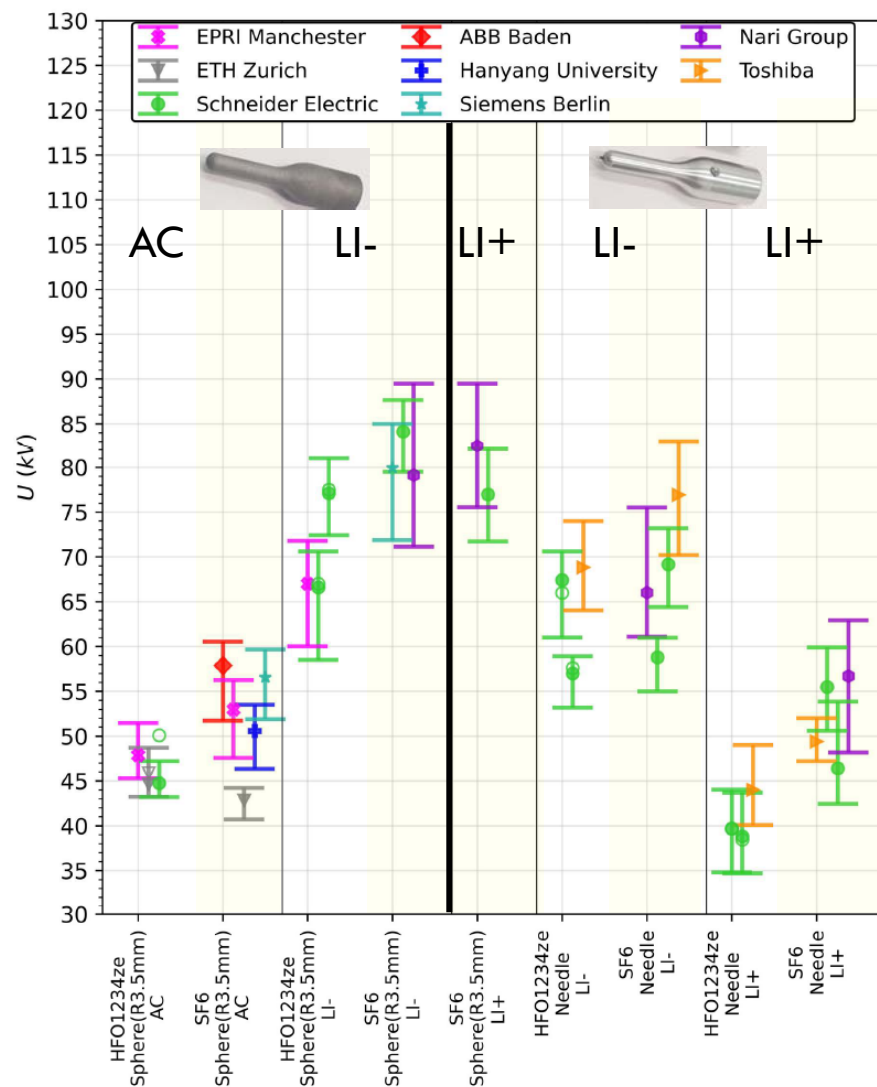 EPRI Manchester
ETH Zurich
Schneider Electric
ABB Baden
Hanyang University
Siemens Berlin
Nari Group
Toshiba
AC
LI-
LI+
LI-
LI+
U (kV)
130
125
120
115
110
105
100
95
90
85
80
75
70
65
60
55
50
45
40
35
30
HFO1234ze
Sphere(R3.5mm)
AC
SF6
Sphere(R3.5mm)
AC
HFO1234ze
Sphere(R3.5mm)
LI-
SF6
Sphere(R3.5mm)
LI-
SF6
Sphere(R3.5mm)
LI+
HFO1234ze
Needle
LI-
SF6
Needle
LI-
HFO1234ze
Needle
LI+
SF6
Needle
LI+